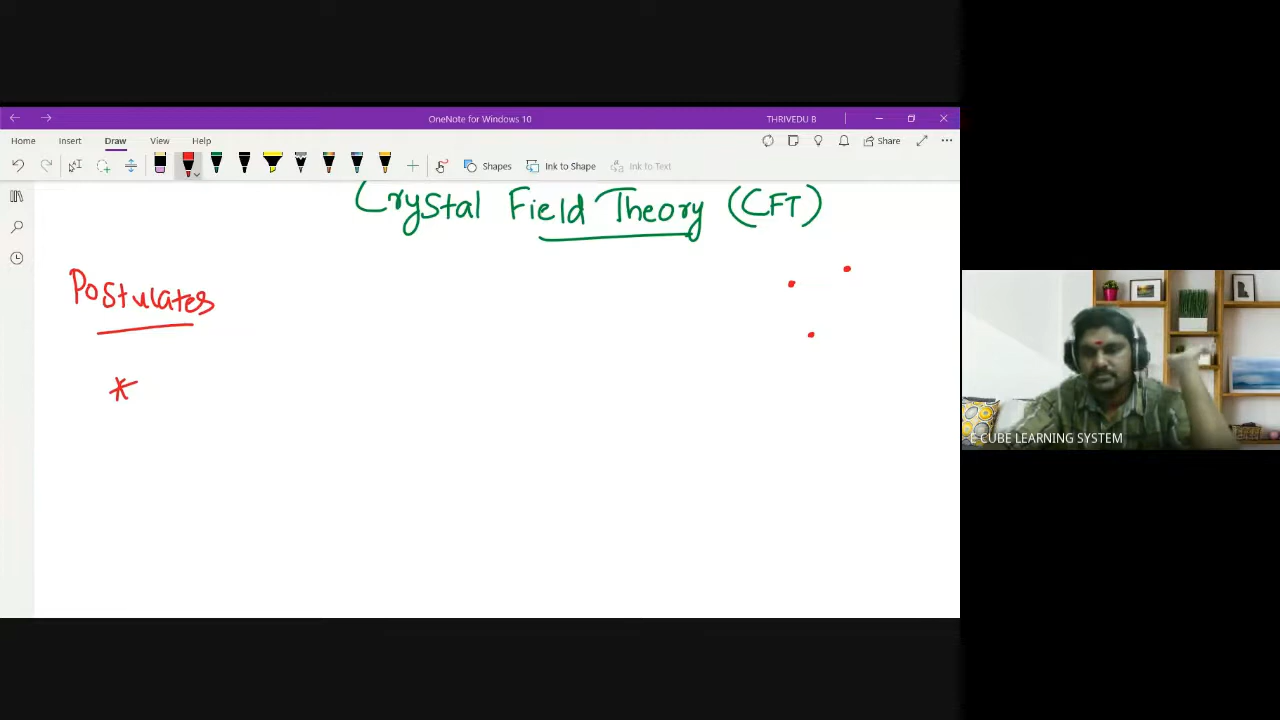 OneNote for Windows 10
THRIVEDU B
Home Insert Draw View Help
Share
Shapes
Ink to Shape
Ink to Text
Crystal Field Theory (CFT)
Postulates
*
E CUBE LEARNING SYSTEM